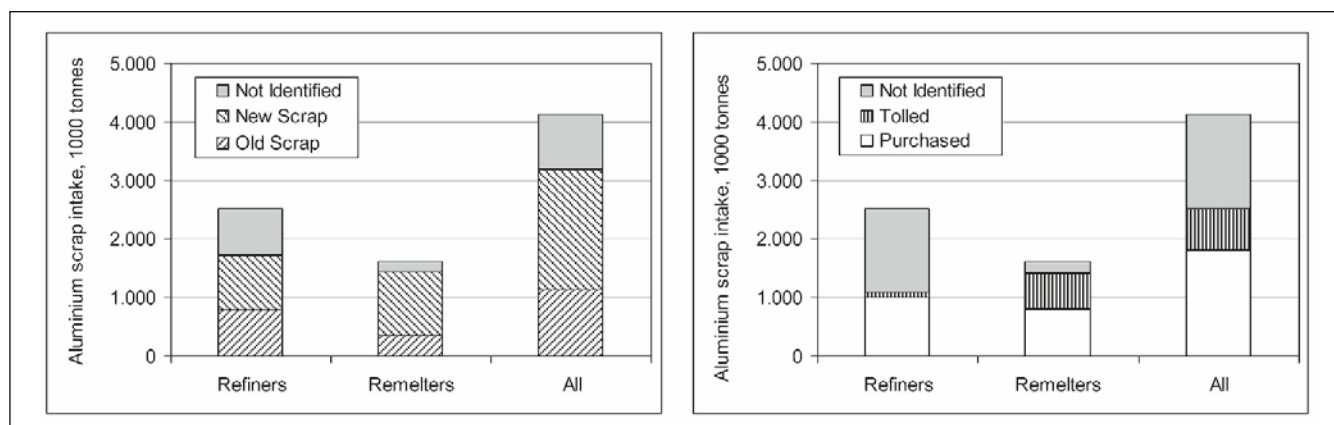 Aluminium scrap intake, 1000 tonnes
5.000
4.000
3.000
2.000
1.000
0
Not Identified
New Scrap
Old Scrap
Refiners
Remelters
All
Aluminium scrap intake, 1000 tonnes
5.000
4.000
3.000
2.000
1.000
0
Not Identified
Tolled
Purchased
Refiners
Remelters
All